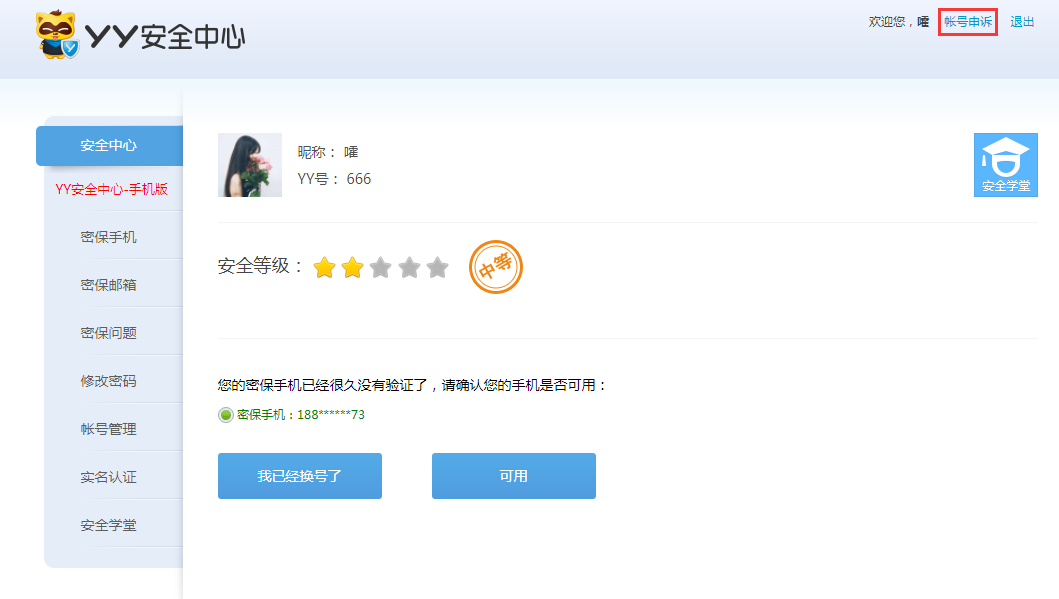 YY安全中心
欢迎您，嚯 帐号申诉 退出
安全中心
YY安全中心-手机版
密保手机
密保邮箱
密保问题
修改密码
帐号管理
实名认证
安全学堂
昵称： 嚯
YY号： 666
安全学堂
安全等级：
中等
您的密保手机已经很久没有验证了，请确认您的手机是否可用：
密保手机：188******73
我已经换号了
可用